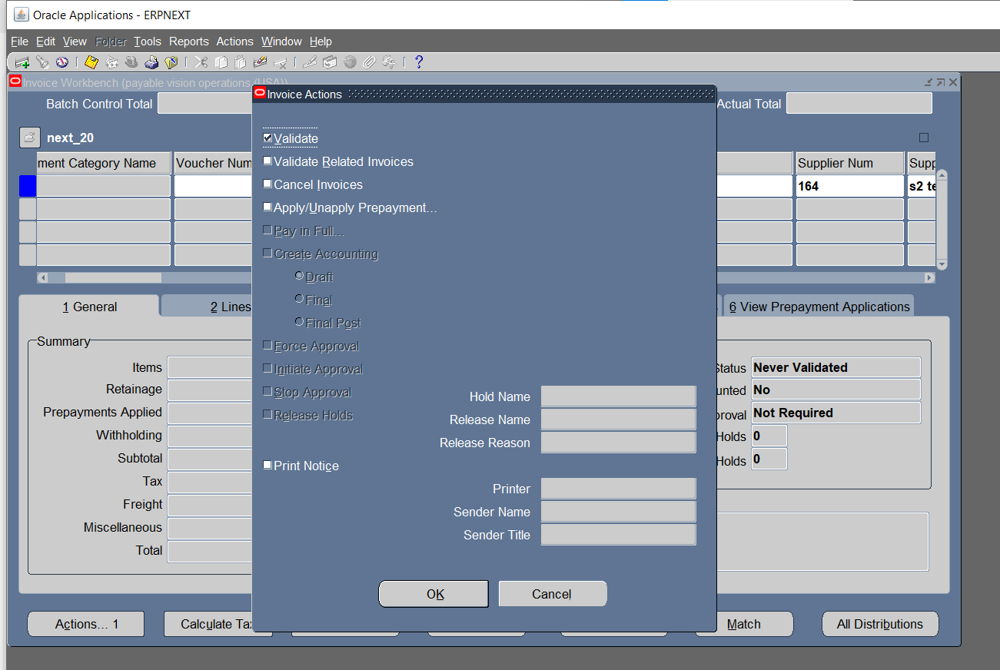 Oracle Applications - ERPNEXT
File Edit View Folder Tools Reports Actions Window Help
Invoice Workbench (payable vision operations (USA))
Invoice Actions
Batch Control Total
Actual Total
next_20
Validate
ment Category Name Voucher Num
Supplier Num Supp
Validate Related Invoices
164 s2 te
Cancel Invoices
Apply/Unapply Prepayment...
Pay in Full...
Create Accounting
Draft
Final
Final Post
1 General 2 Lines
6 View Prepayment Applications
Force Approval
Initiate Approval
Stop Approval
Release Holds
Hold Name
Release Name
Release Reason
Print Notice
Printer
Sender Name
Sender Title
Summary
Items
Retainage
Prepayments Applied
Withholding
Subtotal
Tax
Freight
Miscellaneous
Total
Status Never Validated
unted No
proval Not Required
Holds 0
Holds 0
OK Cancel
Actions... 1 Calculate Tax
Match All Distributions